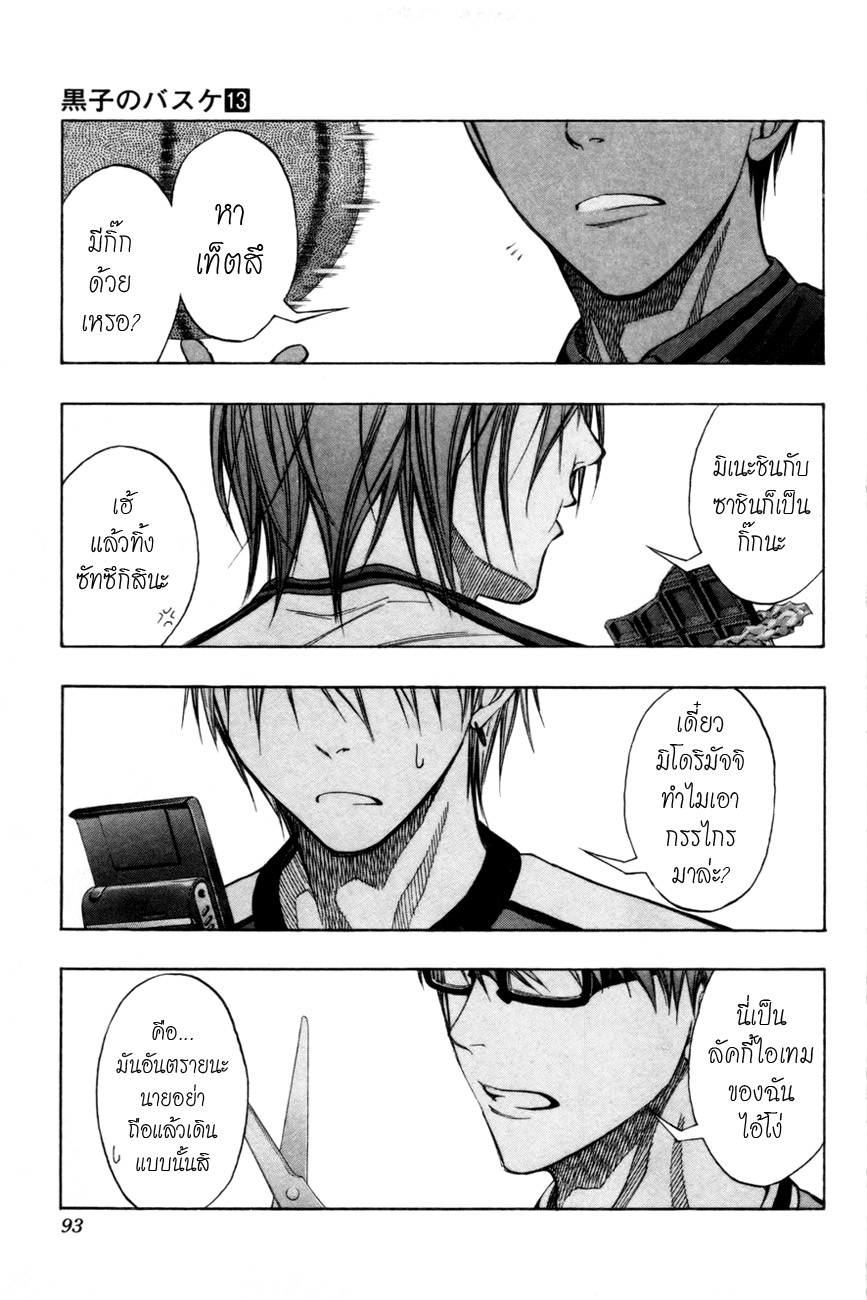 黒子のバスケ13
หา
เท็ตสึ
มีกิ๊ก
ด้วย
เหรอ?
มิเนะชินกับ
ซาชินก็เป็น
กิ๊กนะ
เฮ้
แล้วทิ้ง
ซัทซึกิสินะ
เดี๋ยว
มิโดริมัจจิ
ทำไมเอา
กรรไกร
มาล่ะ?
นี่เป็น
ลัคกี้ไอเทม
ของฉัน
ไอ้โง่
คือ...
มันอันตรายนะ
นายอย่า
ถือแล้วเดิน
แบบนั้นสิ
93